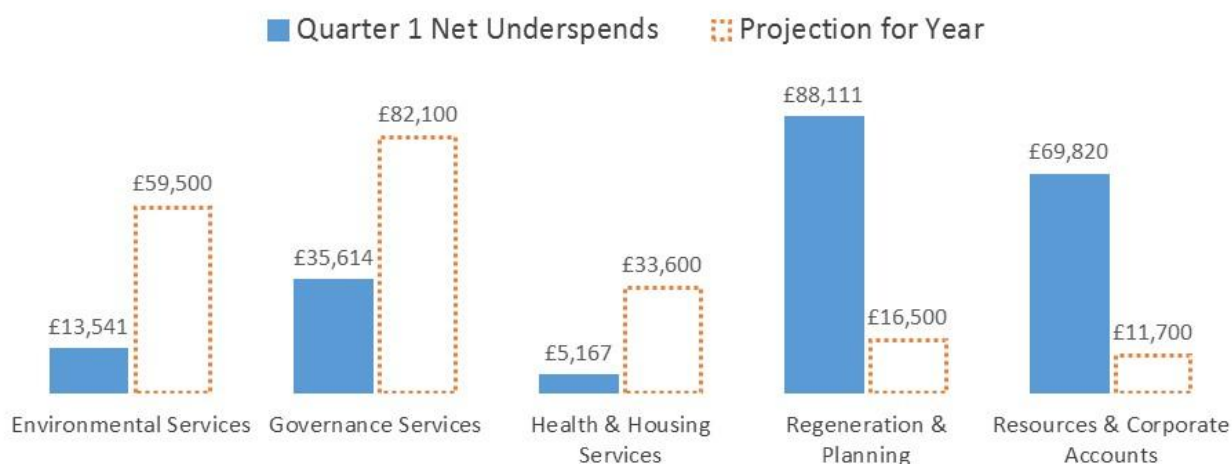 Quarter 1 Net Underspends
Projection for Year
£88,111
£82,100
£69,820
£59,500
£35,614
£33,600
£13,541
£5,167
£16,500
£11,700
Environmental Services
Governance Services
Health & Housing
Services
Regeneration &
Planning
Resources & Corporate
Accounts